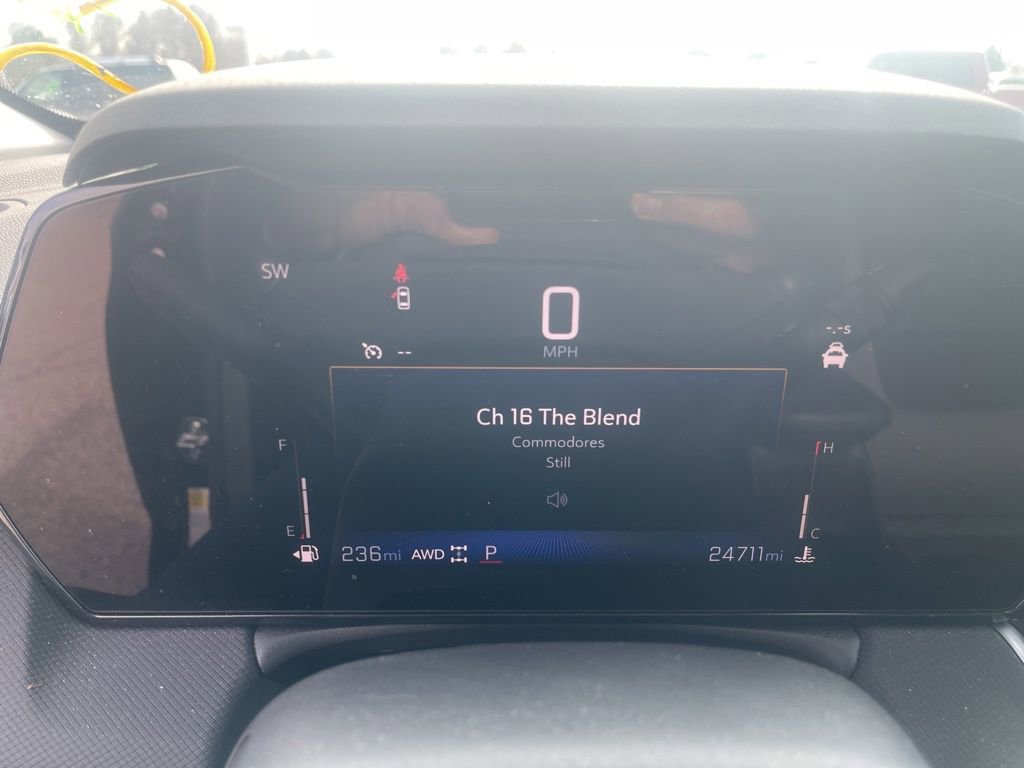 SW
0
MPH
--
-.-s
Ch 16 The Blend
Commodores
Still
F
H
E
C
236mi AWD P 24711mi